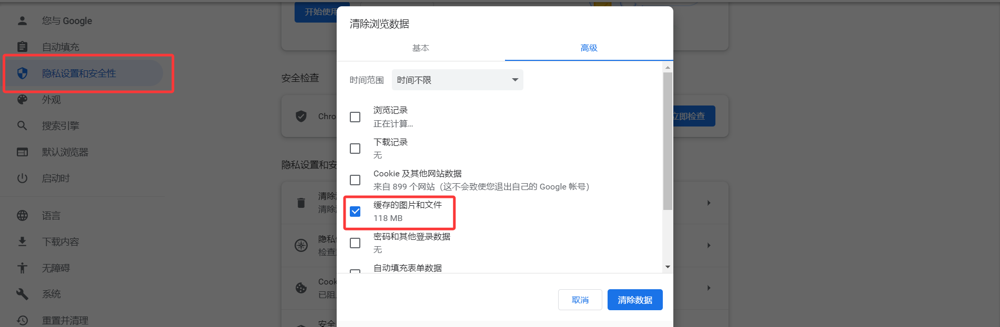 您与 Google
自动填充
隐私设置和安全性
外观
搜索引擎
默认浏览器
启动时
语言
下载内容
无障碍
系统
重置并清理
开始使用
安全检查
Chro
立即检查
隐私设置和安
清除
清除
隐私
检查
Cook
已阻
安全
清除浏览数据
基本
高级
时间范围
时间不限
浏览记录
正在计算...
下载记录
无
Cookie 及其他网站数据
来自 899 个网站（这不会致使您退出自己的 Google 帐号）
缓存的图片和文件
118 MB
密码和其他登录数据
无
自动填充表单数据
取消
清除数据